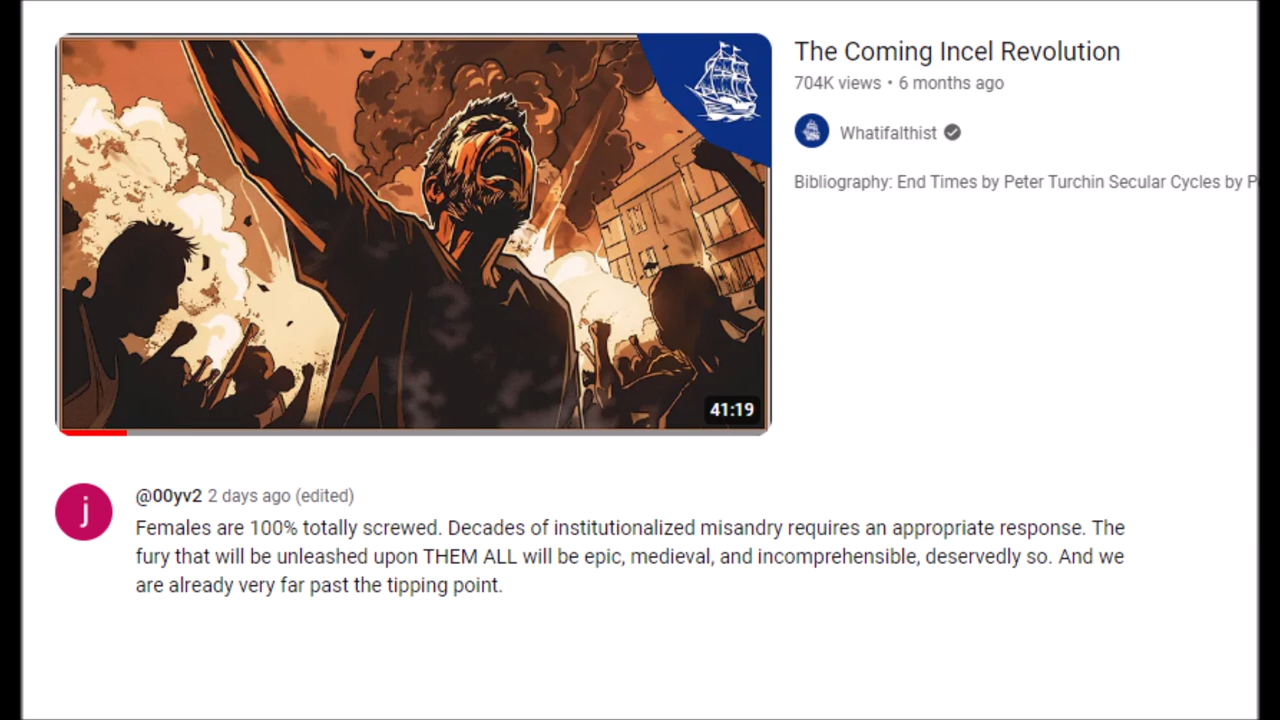 The Coming Incel Revolution
704K views • 6 months ago
Whatifalthist
Bibliography: End Times by Peter Turchin Secular Cycles by P
41:19
j
@00yv2 2 days ago (edited)
Females are 100% totally screwed. Decades of institutionalized misandry requires an appropriate response. The
fury that will be unleashed upon THEM ALL will be epic, medieval, and incomprehensible, deservedly so. And we
are already very far past the tipping point.